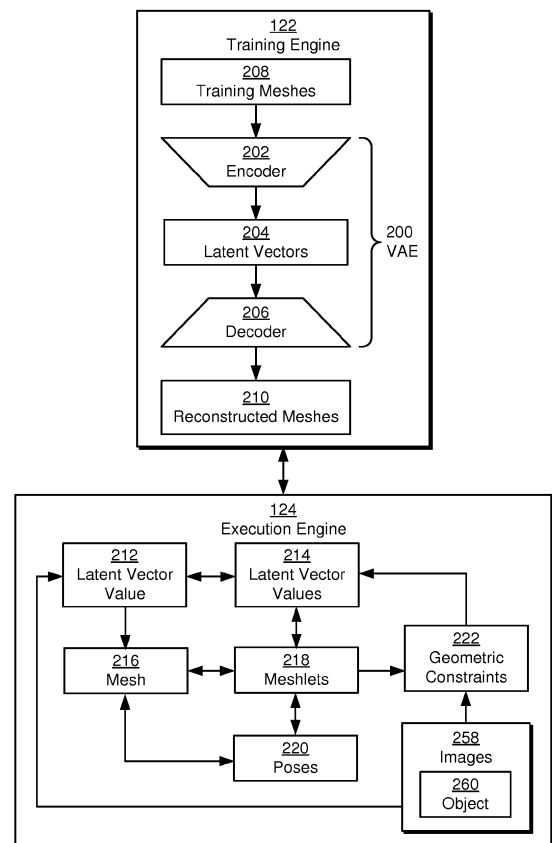 122
Training Engine
208
Training Meshes
202
Encoder
204
Latent Vectors
200
VAE
206
Decoder
210
Reconstructed Meshes
124
Execution Engine
212
Latent Vector
Value
214
Latent Vector
Values
222
Geometric
Constraints
216
Mesh
218
Meshlets
220
Poses
258
Images
260
Object